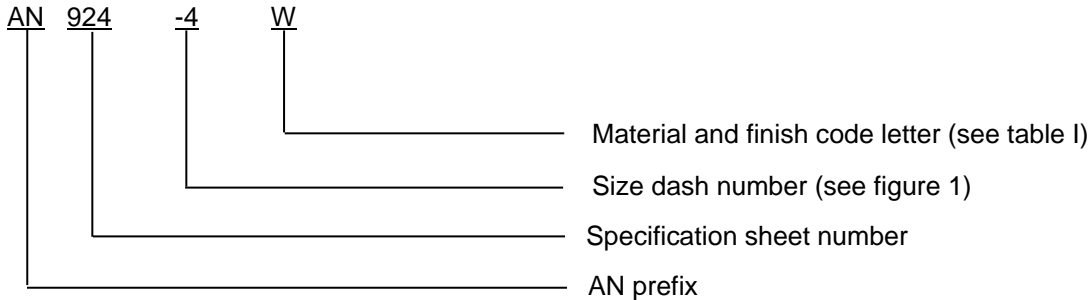 AN 924 -4 W
Material and finish code letter (see table I)
Size dash number (see figure 1)
Specification sheet number
AN prefix